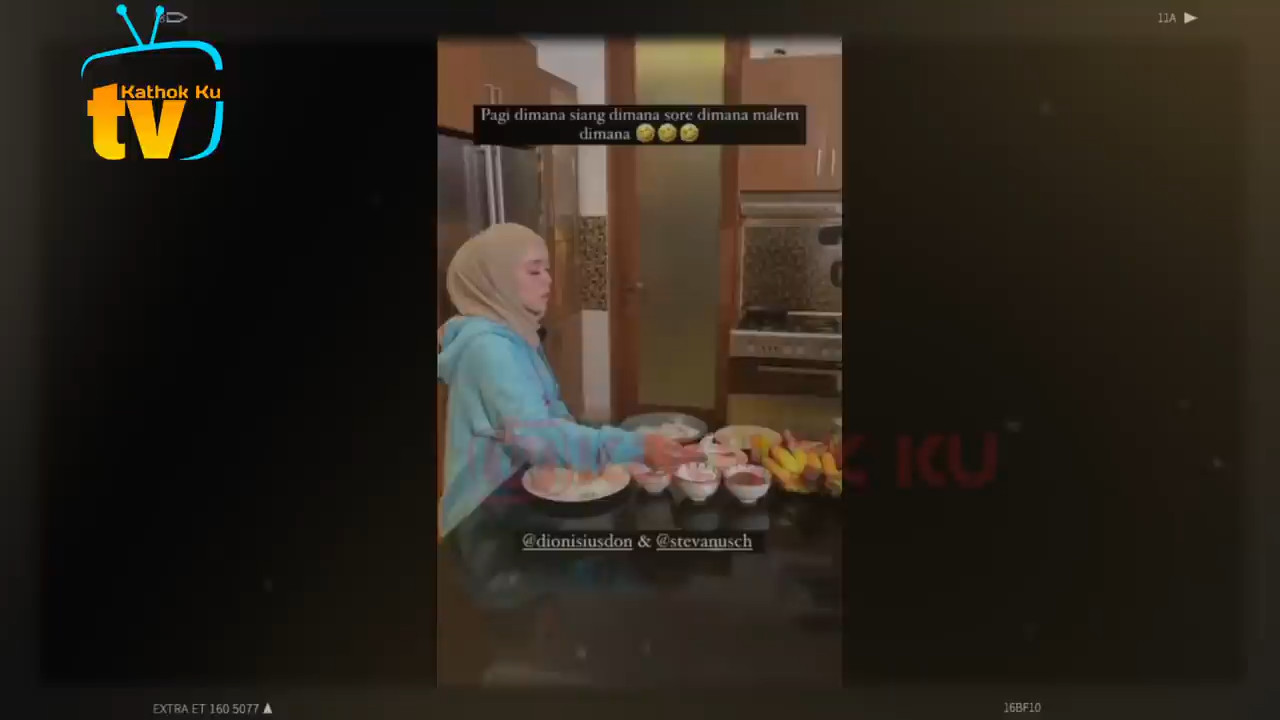 11A
Kathok Ku
tv
Pagi dimana siang dimana sore dimana malem
dimana 🤣🤣🤣
KU
@dionisiusdon & @stevanusch
EXTRA ET 160 5077
16BF10